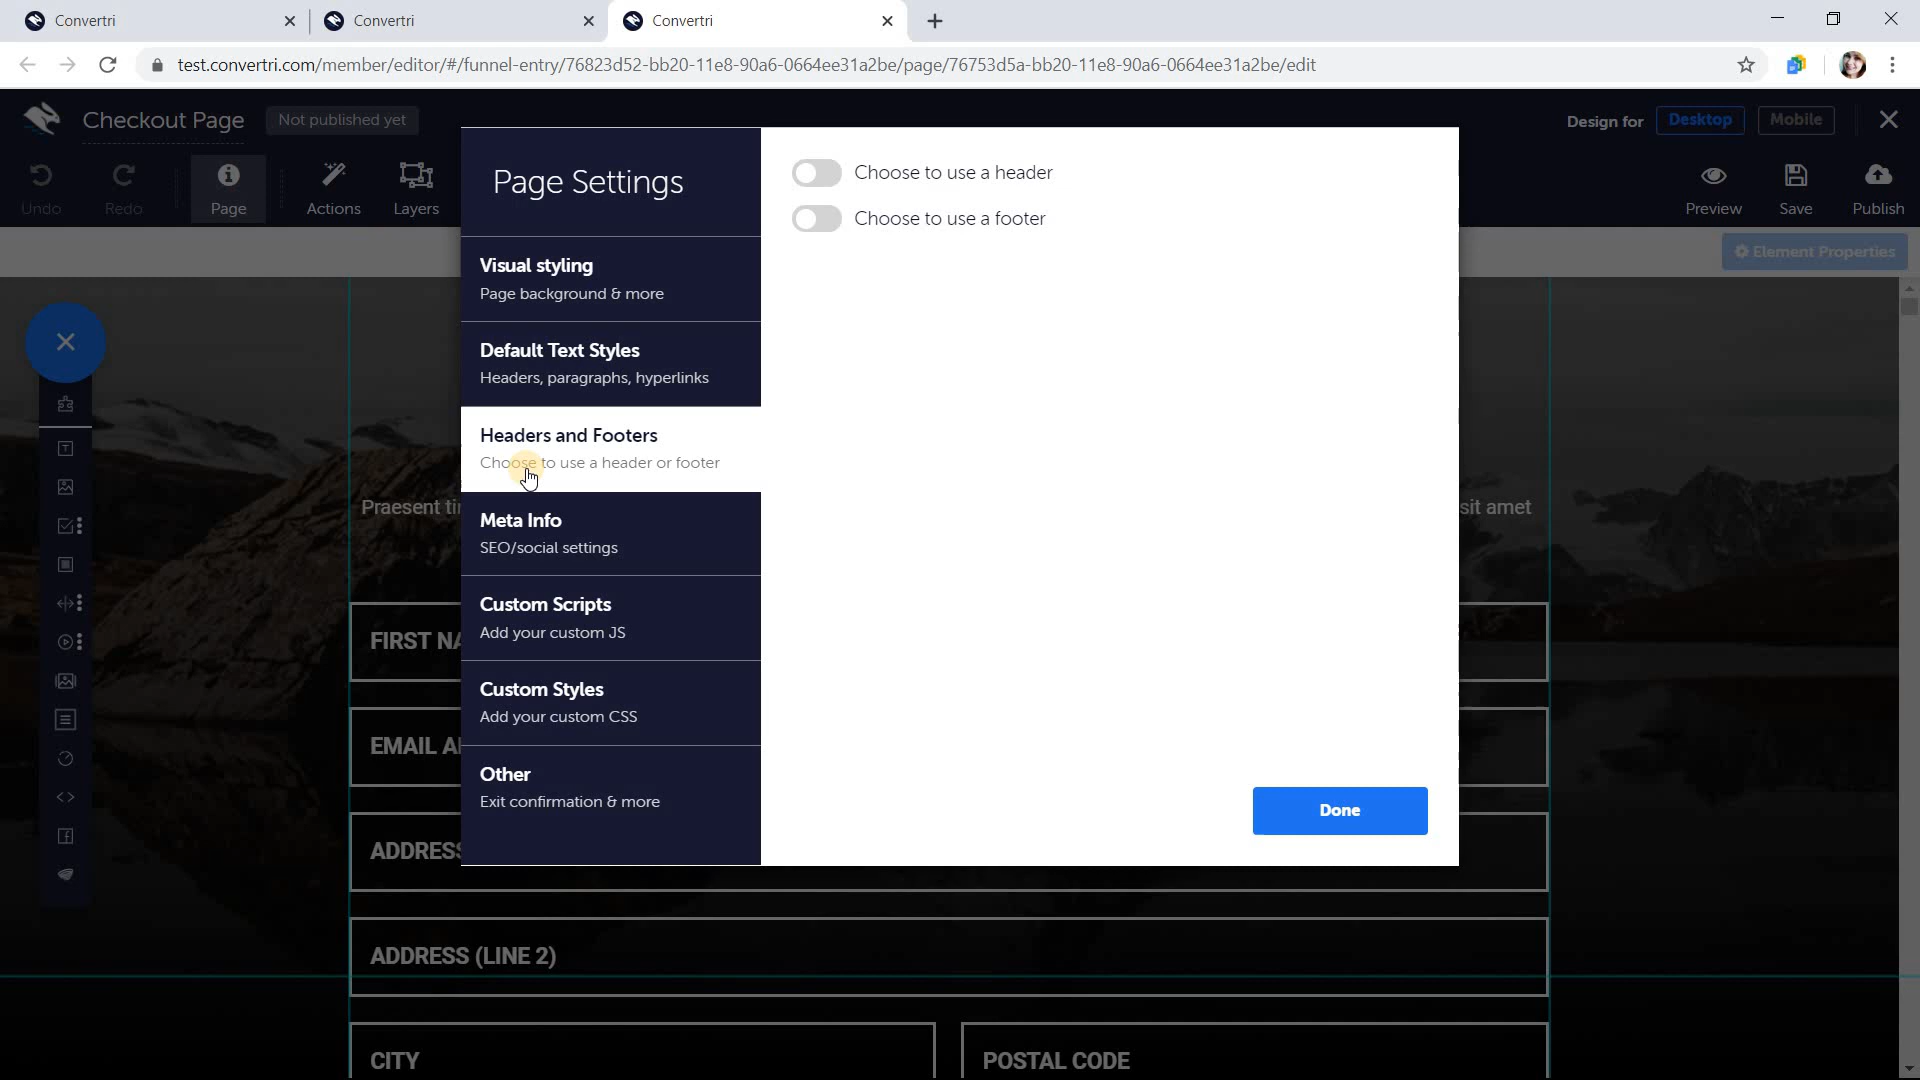 Convertri
Convertri
Convertri
test.convertri.com/member/editor/#/funnel-entry/76823d52-bb20-11e8-90a6-0664ee31a2be/page/76753d5a-bb20-11e8-90a6-0664ee31a2be/edit
Checkout Page
Not published yet
Design for
Desktop
Mobile
Undo
Redo
Page
Actions
Layers
Preview
Save
Publish
Element Properties
Page Settings
Visual styling
Page background & more
Default Text Styles
Headers, paragraphs, hyperlinks
Headers and Footers
Choose to use a header or footer
Meta Info
SEO/social settings
Custom Scripts
Add your custom JS
Custom Styles
Add your custom CSS
Other
Exit confirmation & more
Choose to use a header
Choose to use a footer
Done
Praesent
sit amet
FIRST
EMAIL
ADDRESS
ADDRESS (LINE 2)
CITY
POSTAL CODE